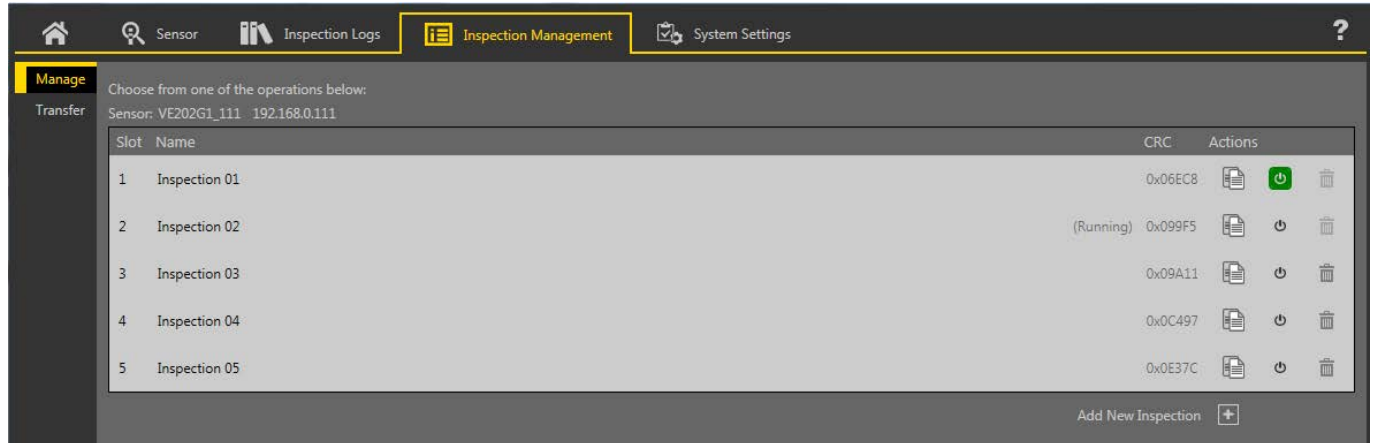 Sensor Inspection Logs Inspection Management System Settings ?
Manage
Transfer
Choose from one of the operations below:
Sensor: VE202G1_111 192.168.0.111
Slot Name CRC Actions
1 Inspection 01 0x06EC8
2 Inspection 02 (Running) 0x099F5
3 Inspection 03 0x09A11
4 Inspection 04 0x0C497
5 Inspection 05 0x0E37C
Add New Inspection +